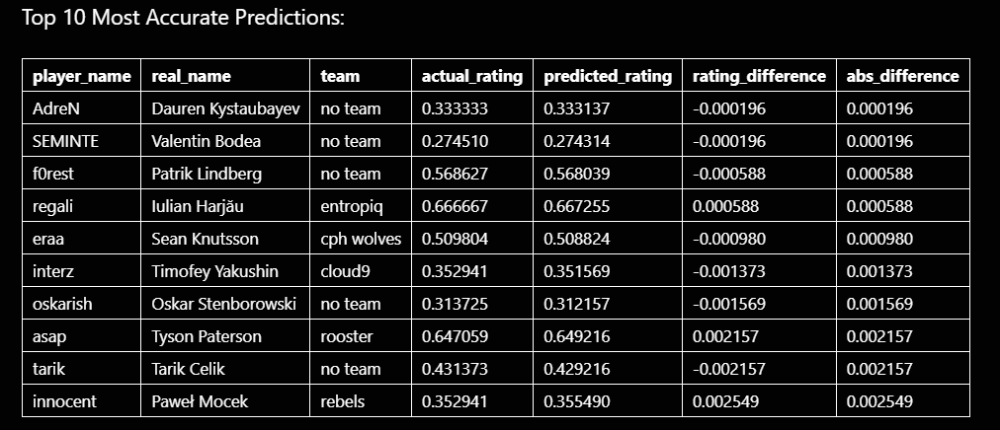 Top 10 Most Accurate Predictions:
player_name real_name team actual_rating predicted_rating rating_difference abs_difference
AdreN Dauren Kystaubayev no team 0.333333 0.333137 -0.000196 0.000196
SEMINTE Valentin Bodea no team 0.274510 0.274314 -0.000196 0.000196
f0rest Patrik Lindberg no team 0.568627 0.568039 -0.000588 0.000588
regali Iulian Harjău entropiq 0.666667 0.667255 0.000588 0.000588
eraa Sean Knutsson cph wolves 0.509804 0.508824 -0.000980 0.000980
interz Timofey Yakushin cloud9 0.352941 0.351569 -0.001373 0.001373
oskarish Oskar Stenborowski no team 0.313725 0.312157 -0.001569 0.001569
asap Tyson Paterson rooster 0.647059 0.649216 0.002157 0.002157
tarik Tarik Celik no team 0.431373 0.429216 -0.002157 0.002157
innocent Paweł Mocek rebels 0.352941 0.355490 0.002549 0.002549